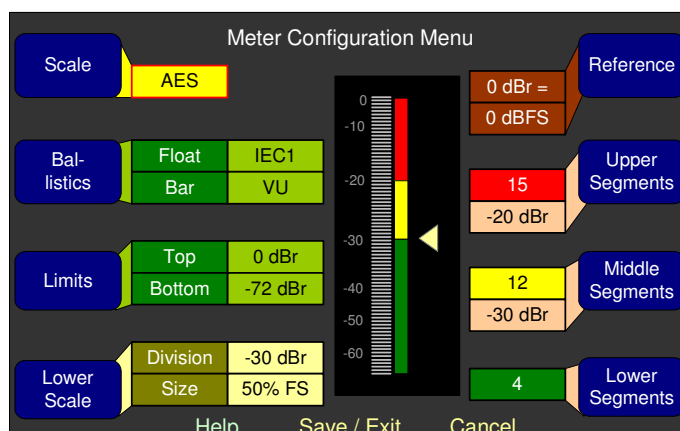 Meter Configuration Menu
Scale
AES
Bal-
listics
Float IEC1
Bar VU
Limits
Top 0 dBr
Bottom -72 dBr
Lower
Scale
Division -30 dBr
Size 50% FS
0
-10
-20
-30
-40
-50
-60
Reference
0 dBr =
0 dBFS
Upper
Segments
15
-20 dBr
Middle
Segments
12
-30 dBr
Lower
Segments
4
Help Save / Exit Cancel